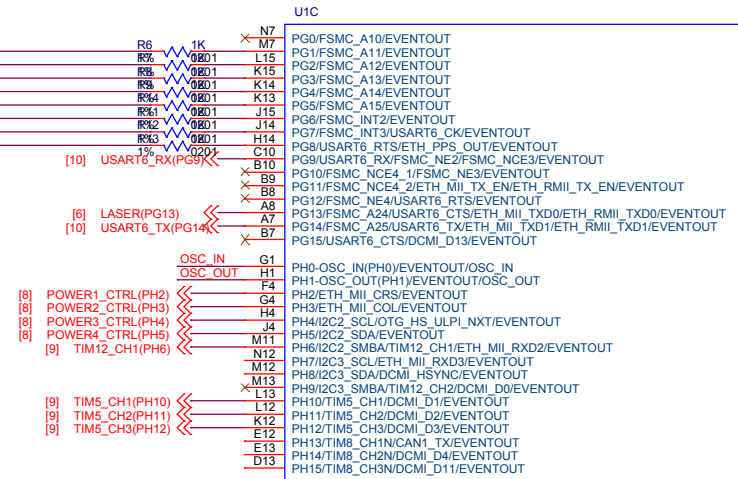 U1C
N7 PG0/FSMC_A10/EVENTOUT
R6 1K M7 PG1/FSMC_A11/EVENTOUT
0201 L15 PG2/FSMC_A12/EVENTOUT
0201 K15 PG3/FSMC_A13/EVENTOUT
0201 K14 PG4/FSMC_A14/EVENTOUT
0201 K13 PG5/FSMC_A15/EVENTOUT
0201 J15 PG6/FSMC_INT2/EVENTOUT
0201 J14 PG7/FSMC_INT3/USART6_CK/EVENTOUT
0201 H14 PG8/USART6_RTS/ETH_PPS_OUT/EVENTOUT
1% 0201 C10 PG9/USART6_RX/FSMC_NE2/FSMC_NCE3/EVENTOUT
[10] USART6_RX(PG9)
B10 PG10/FSMC_NCE4_1/FSMC_NE3/EVENTOUT
B9 PG11/FSMC_NCE4_2/ETH_MII_TX_EN/ETH_RMII_TX_EN/EVENTOUT
B8 PG12/FSMC_NE4/USART6_RTS/EVENTOUT
[6] LASER(PG13) A8 PG13/FSMC_A24/USART6_CTS/ETH_MII_TXD0/ETH_RMII_TXD0/EVENTOUT
[10] USART6_TX(PG14) A7 PG14/FSMC_A25/USART6_TX/ETH_MII_TXD1/ETH_RMII_TXD1/EVENTOUT
B7 PG15/USART6_CTS/DCMI_D13/EVENTOUT
OSC_IN G1 PH0-OSC_IN(PH0)/EVENTOUT/OSC_IN
OSC_OUT H1 PH1-OSC_OUT(PH1)/EVENTOUT/OSC_OUT
[8] POWER1_CTRL(PH2) F4 PH2/ETH_MII_CRS/EVENTOUT
[8] POWER2_CTRL(PH3) G4 PH3/ETH_MII_COL/EVENTOUT
[8] POWER3_CTRL(PH4) H4 PH4/I2C2_SCL/OTG_HS_ULPI_NXT/EVENTOUT
[8] POWER4_CTRL(PH5) J4 PH5/I2C2_SDA/EVENTOUT
[9] TIM12_CH1(PH6) M11 PH6/I2C2_SMBA/TIM12_CH1/ETH_MII_RXD2/EVENTOUT
N12 PH7/I2C3_SCL/ETH_MII_RXD3/EVENTOUT
M12 PH8/I2C3_SDA/DCMI_HSYNC/EVENTOUT
M13 PH9/I2C3_SMBA/TIM12_CH2/DCMI_D0/EVENTOUT
[9] TIM5_CH1(PH10) L13 PH10/TIM5_CH1/DCMI_D1/EVENTOUT
[9] TIM5_CH2(PH11) L12 PH11/TIM5_CH2/DCMI_D2/EVENTOUT
[9] TIM5_CH3(PH12) K12 PH12/TIM5_CH3/DCMI_D3/EVENTOUT
E12 PH13/TIM8_CH1N/CAN1_TX/EVENTOUT
E13 PH14/TIM8_CH2N/DCMI_D4/EVENTOUT
D13 PH15/TIM8_CH3N/DCMI_D11/EVENTOUT